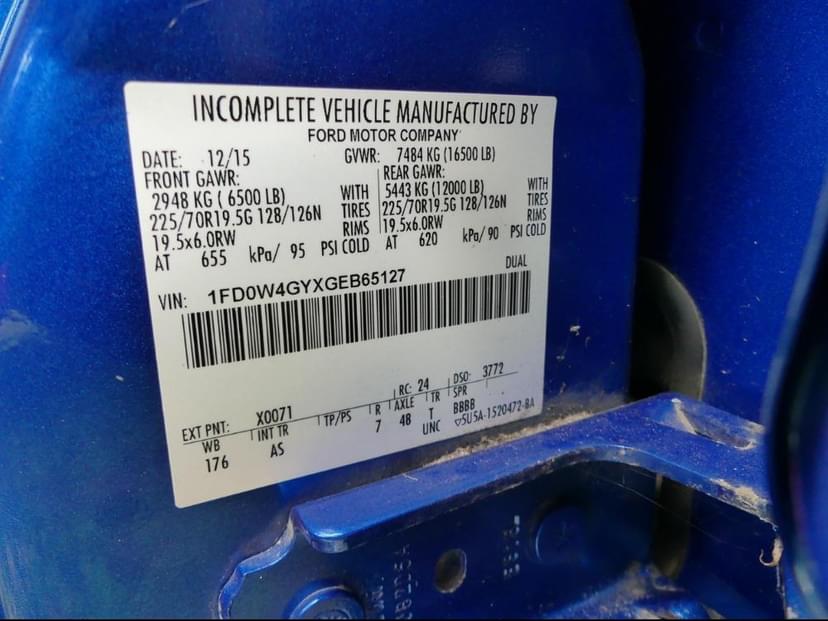 INCOMPLETE VEHICLE MANUFACTURED BY
FORD MOTOR COMPANY
DATE: 12/15 GVWR: 7484 KG (16500 LB)
FRONT GAWR: REAR GAWR:
2948 KG ( 6500 LB) WITH 5443 KG (12000 LB) WITH
225/70R19.5G 128/126N TIRES 225/70R19.5G 128/126N TIRES
19.5x6.0RW RIMS 19.5x6.0RW RIMS
AT 655 kPa/ 95 PSI COLD AT 620 kPa/ 90 PSI COLD
VIN: 1FD0W4GYXGEB65127 DUAL
EXT PNT: X0071 RC: 24 DSO: 3772
WB INT TR TP/PS R AXLE TR SPR
176 AS 7 48 T BBBB
UNC ▽5U5A-1520472-BA